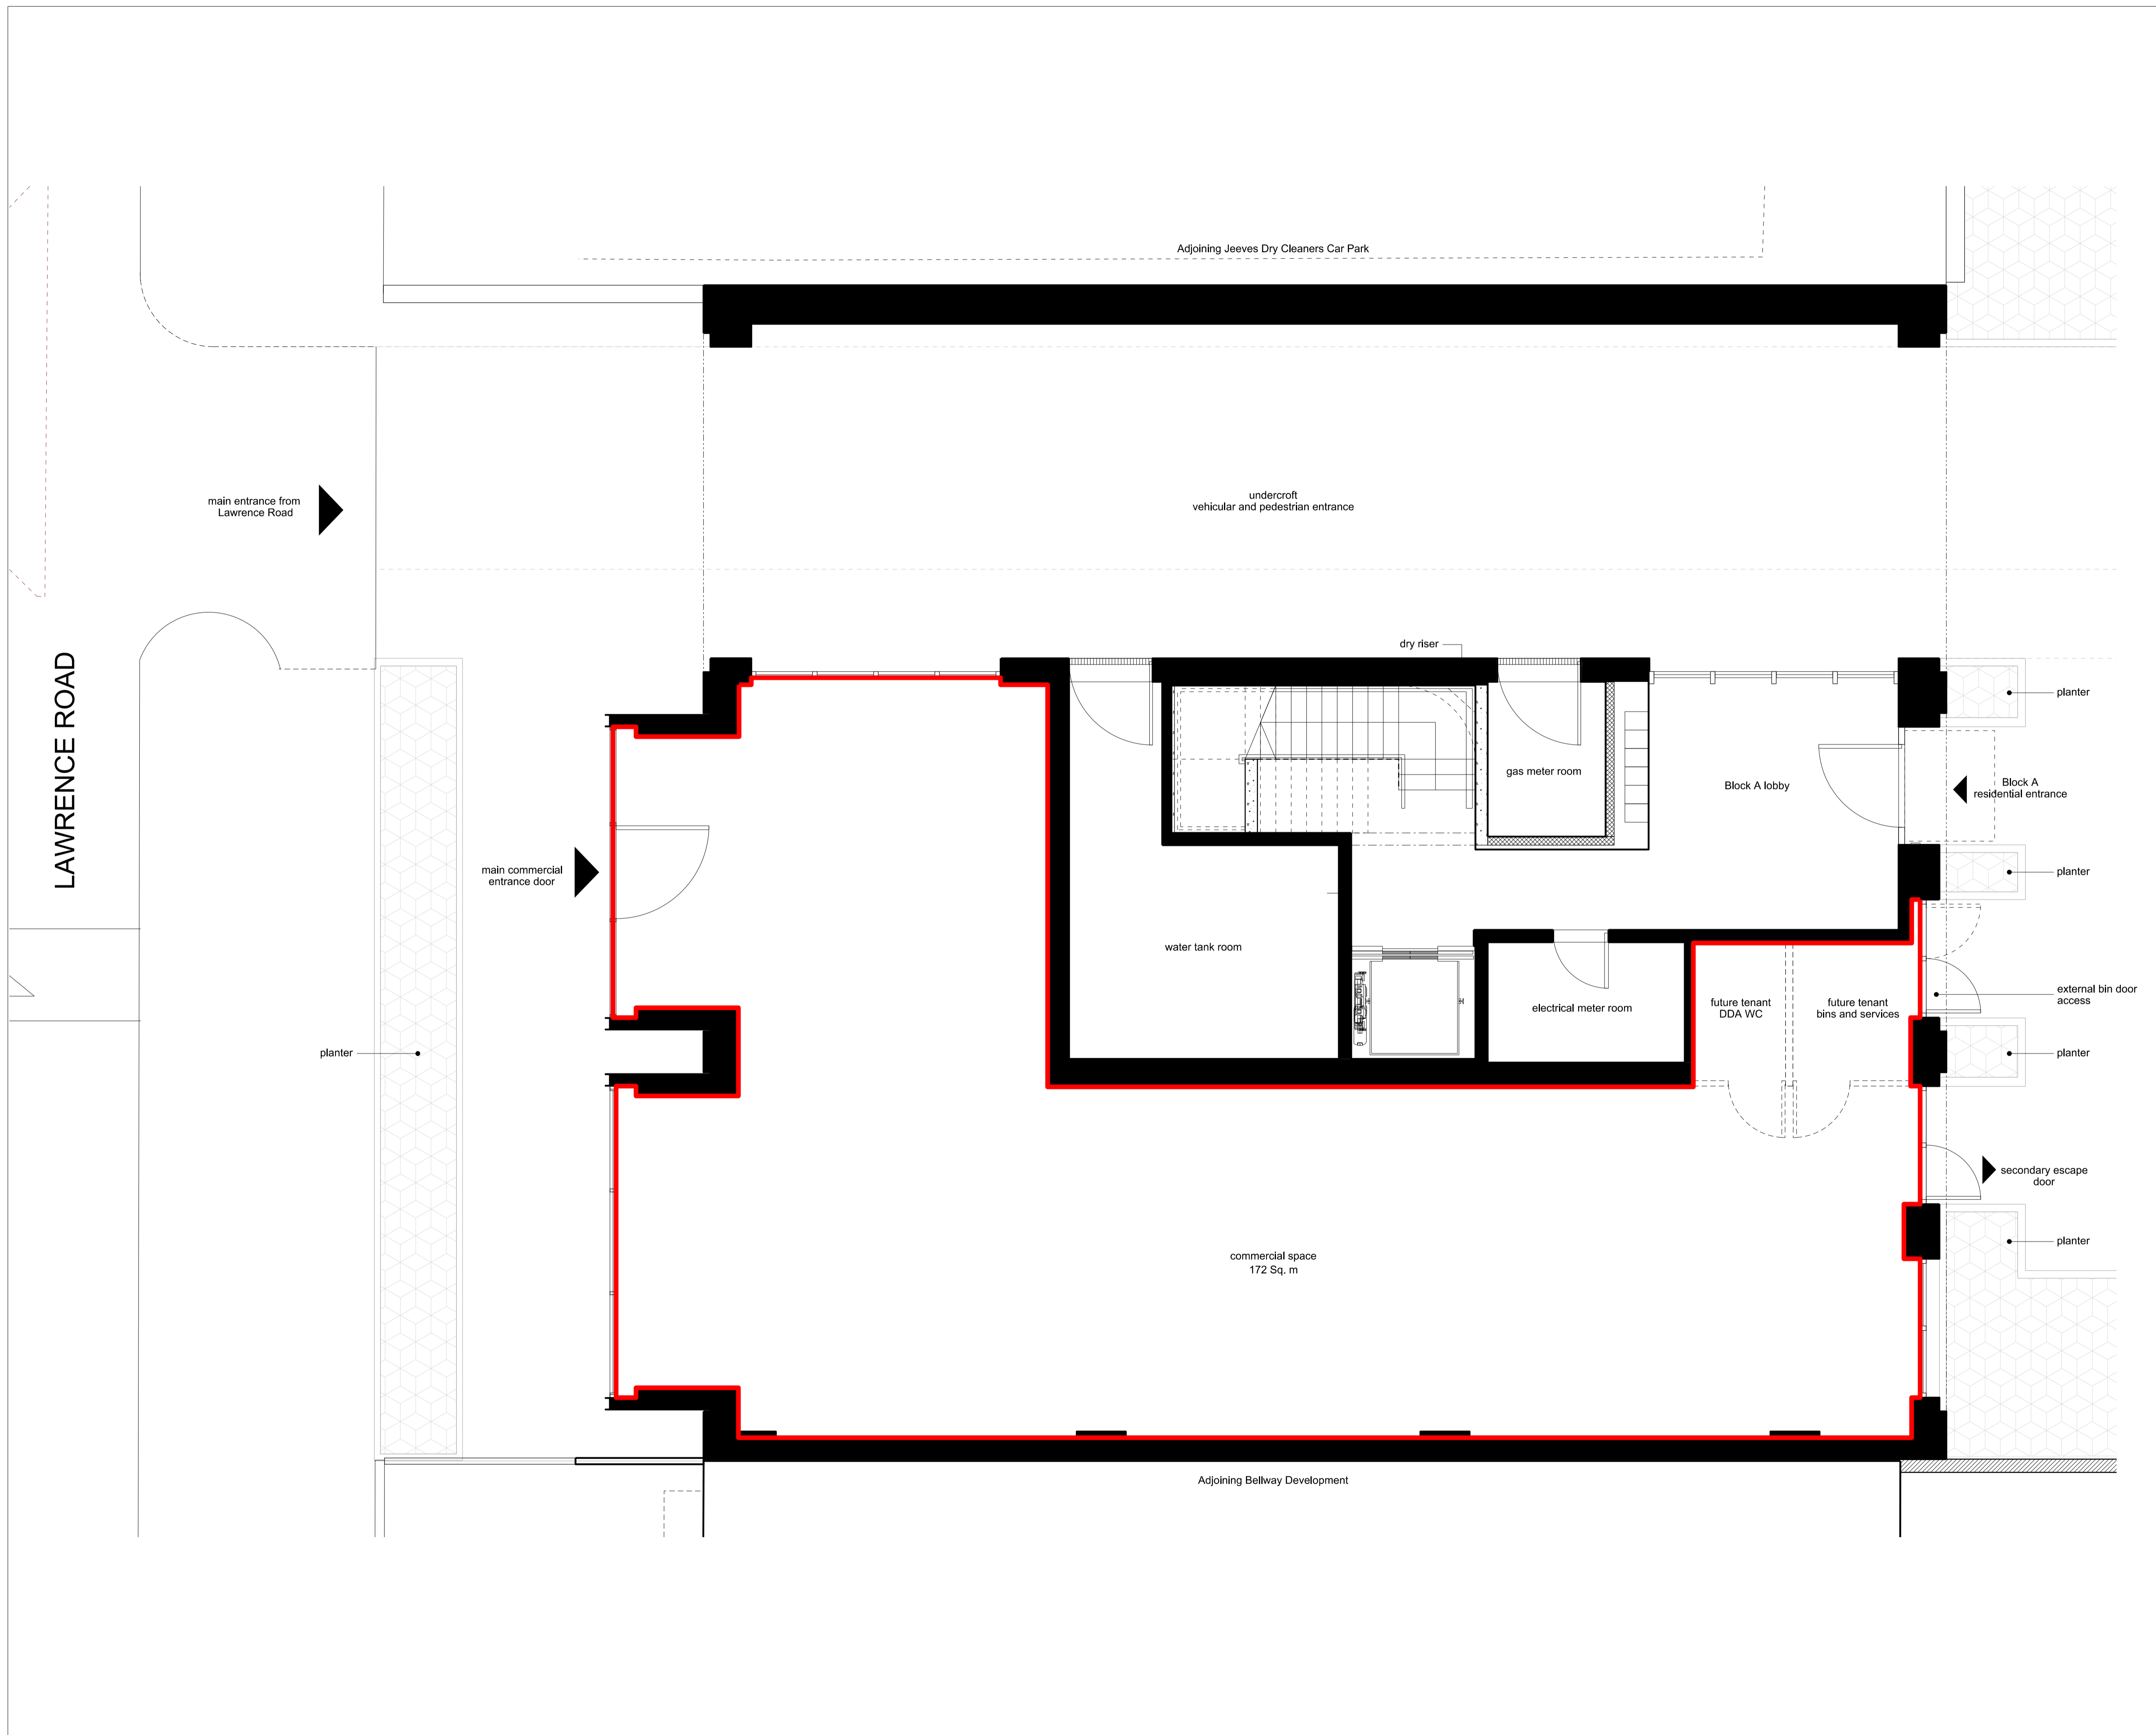 Adjoining Jeeves Dry Cleaners Car Park
main entrance from
Lawrence Road
undercroft
vehicular and pedestrian entrance
LAWRENCE ROAD
dry riser
planter
gas meter room
Block A lobby
Block A
residential entrance
main commercial
entrance door
planter
water tank room
external bin door
access
electrical meter room
future tenant
DDA WC
future tenant
bins and services
planter
planter
secondary escape
door
planter
commercial space
172 Sq. m
Adjoining Bellway Development